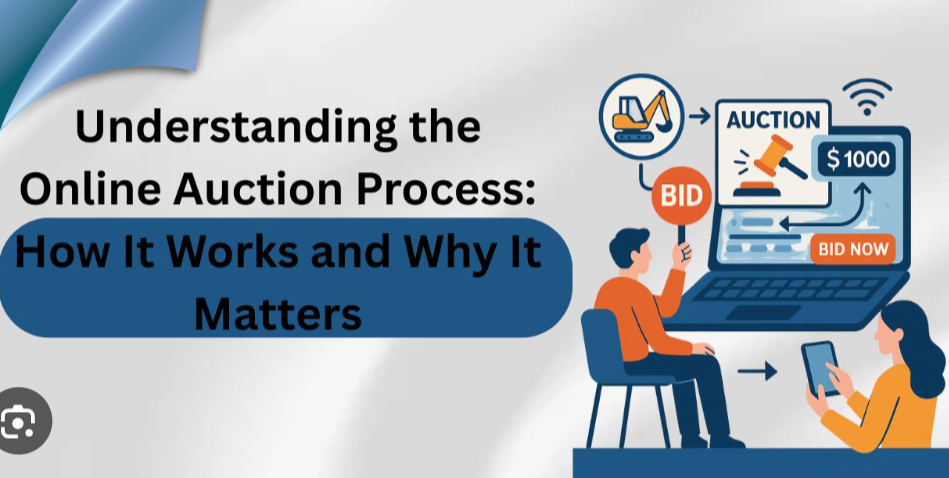 Understanding the
Online Auction Process:
How It Works and Why It
Matters
AUCTION
$1000
BID
BID NOW